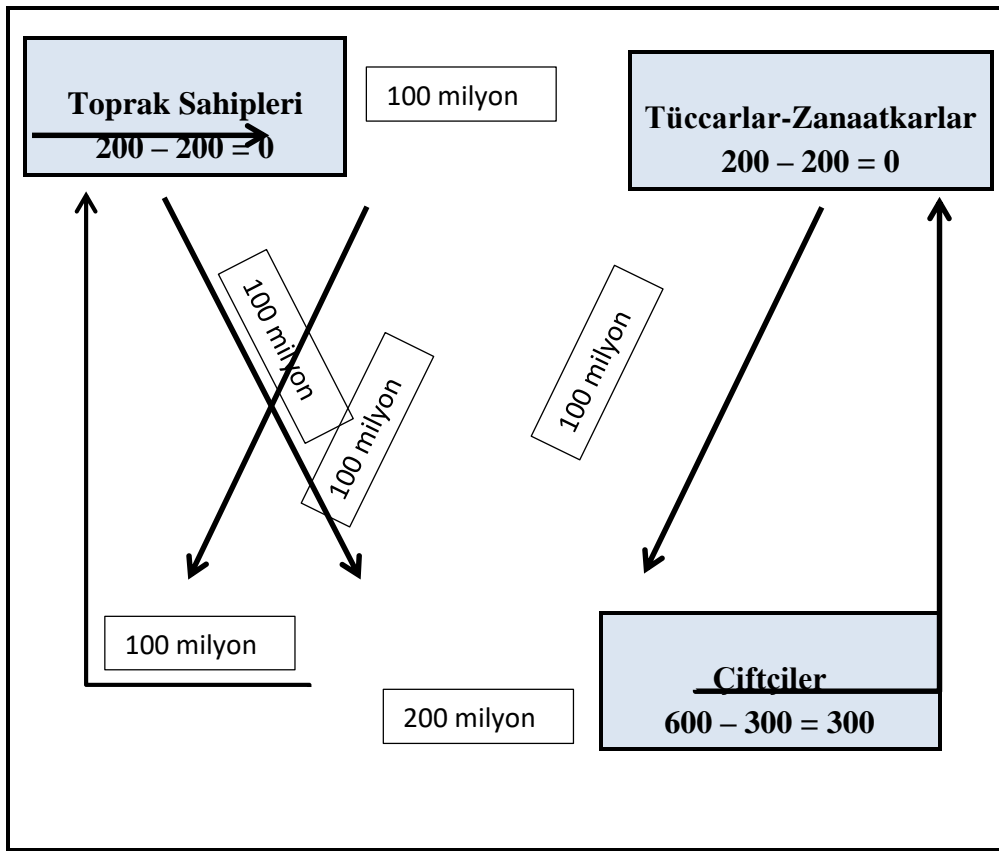 Toprak Sahipleri
200 – 200 = 0
100 milyon
Tüccarlar-Zanaatkarlar
200 – 200 = 0
100 milyon
100 milyon
100 milyon
100 milyon
200 milyon
Çiftçiler
600 – 300 = 300